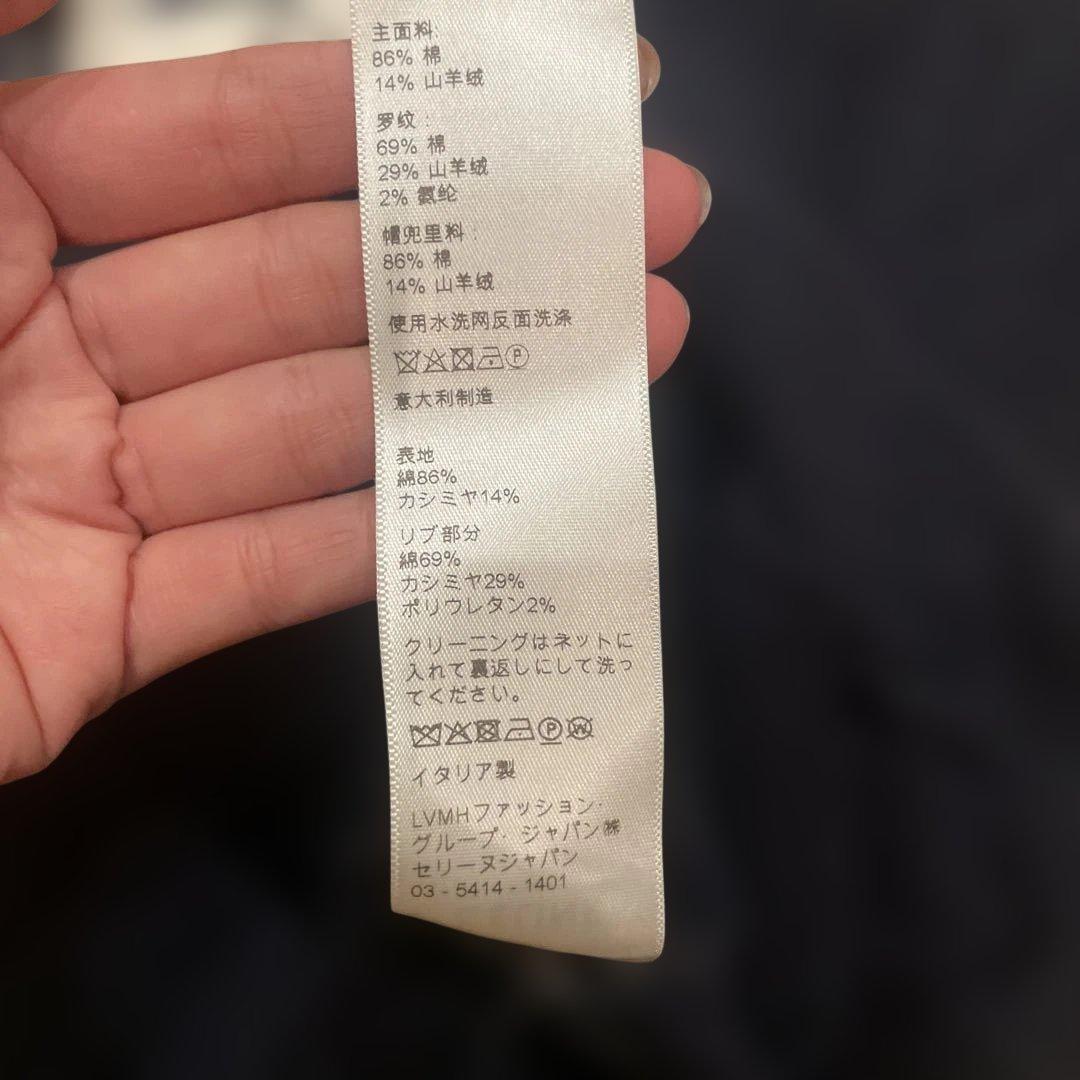 主面料:
86% 棉
14% 山羊绒
罗纹 :
69% 棉
29% 山羊绒
2% 氨纶
帽兜里料 :
86% 棉
14% 山羊绒
使用水洗网反面洗涤
P
意大利制造
表地
綿86%
カシミヤ14%
リブ部分
綿69%
カシミヤ29%
ポリウレタン2%
クリーニングはネットに
入れて裏返しにして洗っ
てください。
P W
イタリア製
LVMHファッション·
グループ· ジャパン㈱
セリーヌジャパン
03 - 5414 - 1401